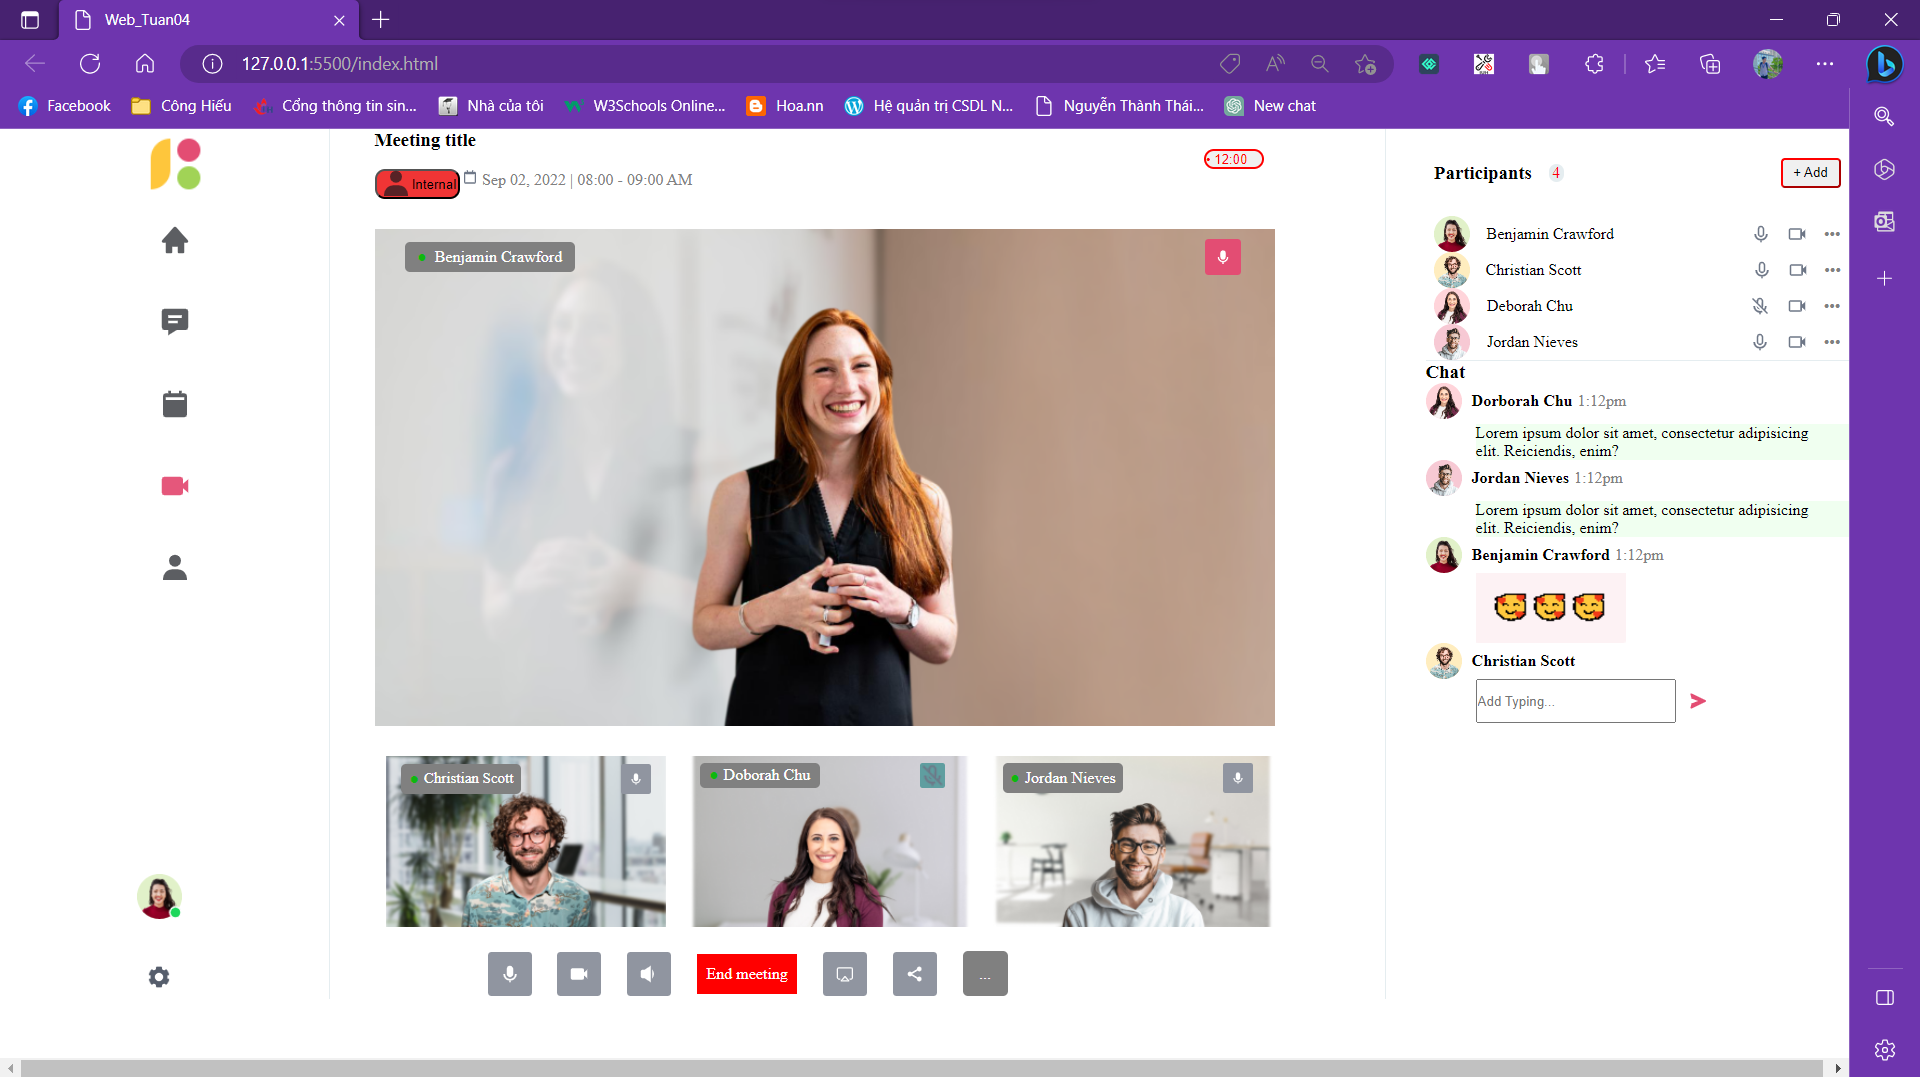 Web_Tuan04
127.0.0.1:5500/index.html
Facebook
Công Hiếu
Cổng thông tin sin...
Nhà của tôi
W3Schools Online...
Hoa.nn
Hệ quản trị CSDL N...
Nguyễn Thành Thái...
New chat
Meeting title
12:00
Internal
Sep 02, 2022 | 08:00 - 09:00 AM
Benjamin Crawford
Christian Scott
Doborah Chu
Jordan Nieves
End meeting
...
Participants
4
+ Add
Benjamin Crawford
Christian Scott
Deborah Chu
Jordan Nieves
Chat
Dorborah Chu 1:12pm
Lorem ipsum dolor sit amet, consectetur adipisicing
elit. Reiciendis, enim?
Jordan Nieves 1:12pm
Lorem ipsum dolor sit amet, consectetur adipisicing
elit. Reiciendis, enim?
Benjamin Crawford 1:12pm
🥰🥰🥰
Christian Scott
Add Typing...